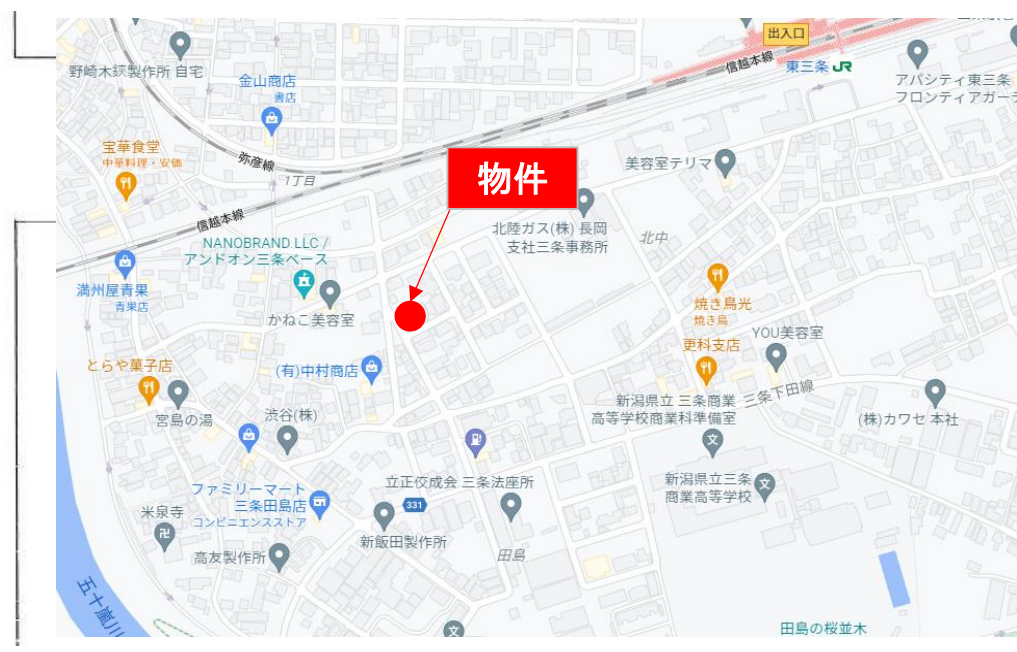 出入口
信越本線
東三条 JR
野崎木鋏製作所 自宅
金山商店
書店
アパシティ東三条
フロンティアガーデ
宝華食堂
中華料理・安価
弥彦線
1丁目
物件
美容室テリマ
信越本線
北陸ガス(株) 長岡
支社三条事務所
北中
NANOBRAND LLC /
アンドオン三条ベース
満州屋青果
青果店
かねこ美容室
焼き鳥光
焼き鳥
YOU美容室
更科支店
とらや菓子店
(有)中村商店
宮島の湯
渋谷(株)
新潟県立 三条商業
高等学校商業科準備室
三条下田線
(株)カワセ 本社
ファミリーマート
三条田島店
コンビニエンスストア
立正佼成会 三条法座所
新潟県立三条
商業高等学校
331
米泉寺
新飯田製作所
高友製作所
田島
五十嵐川
田島の桜並木